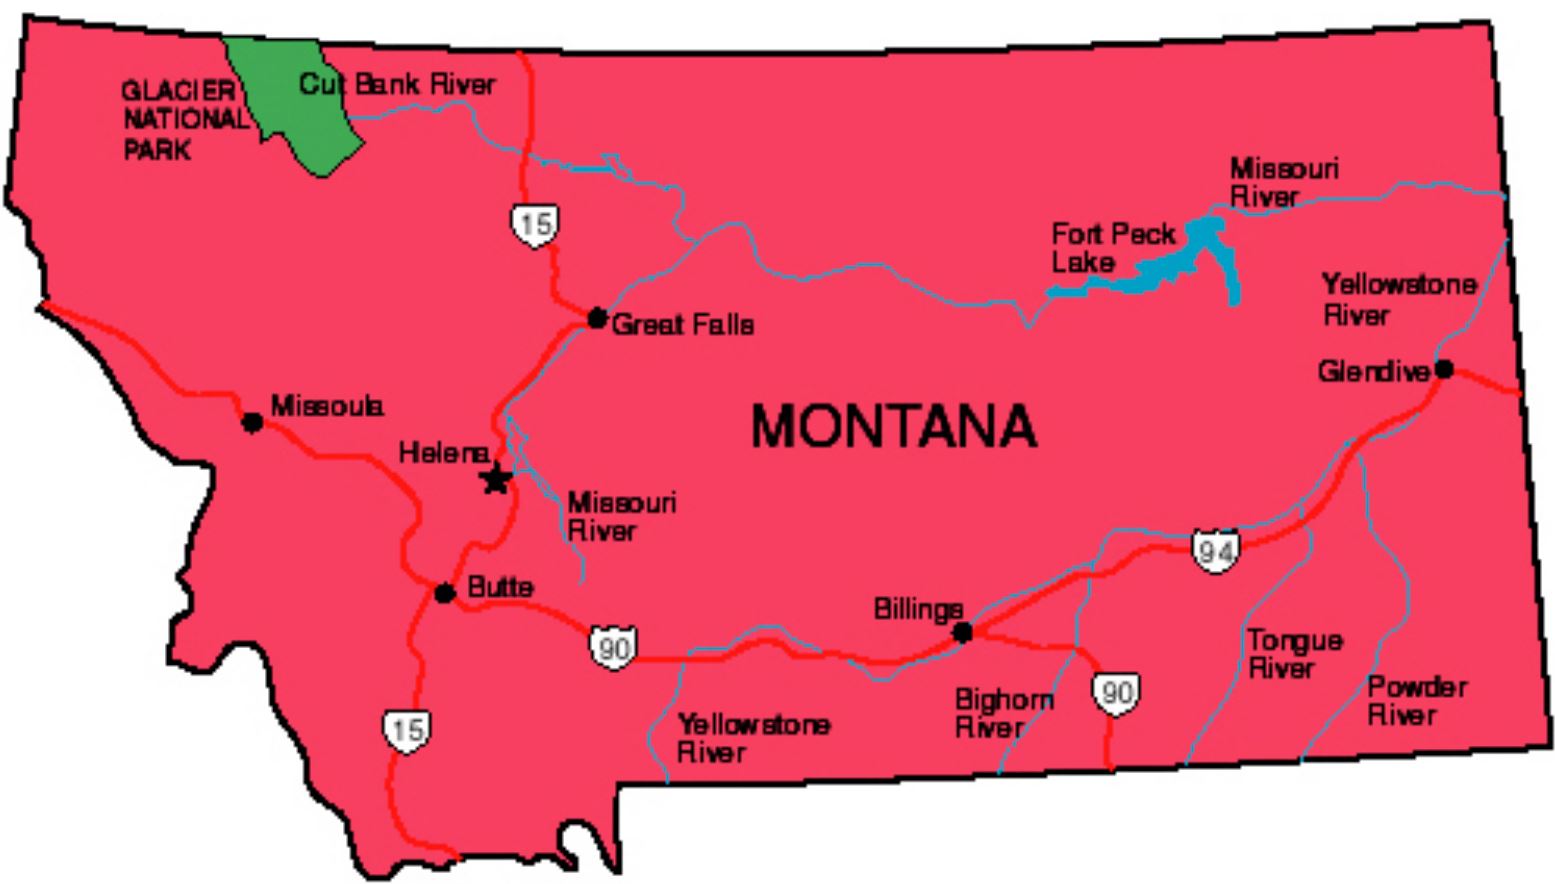 Cut Bank River
GLACIER
NATIONAL
PARK
Missouri
River
15
Fort Peck
Lake
Yellowstone
River
Great Falls
Glendive
Missoula
MONTANA
Helena
Missouri
River
94
Butte
Billings
90
Tongue
River
Bighorn
River
90
Powder
River
15
Yellowstone
River